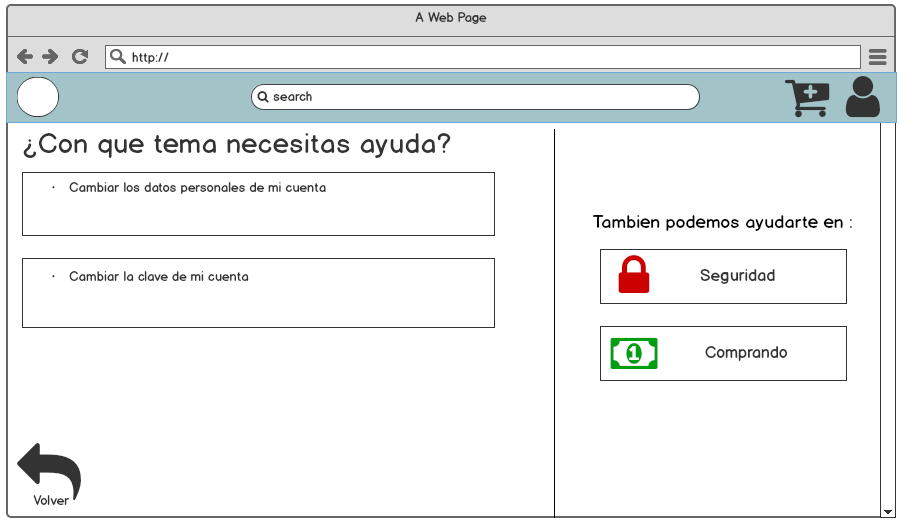 A Web Page
http://
search
¿Con que tema necesitas ayuda?
· Cambiar los datos personales de mi cuenta
· Cambiar la clave de mi cuenta
Tambien podemos ayudarte en :
Seguridad
1
Comprando
Volver